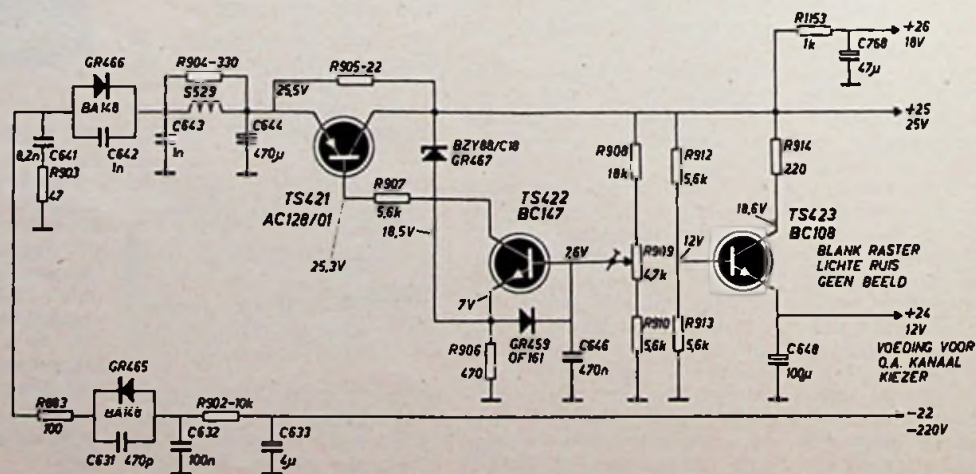 R1153
1k
+26
18V
C768
47µ
GR466
R904-330
R905-22
S529
25,5V
BA148
+25
25V
C643
1n
C644
470µ
BZY88/C18
GR467
8,2n
C641
C642
1n
R903
47
R908
18k
R912
5,6k
R914
220
TS421
AC128/01
R907
5,6k
TS422
BC147
18,6V
TS423
BC108
18,5V
25,3V
7,6V
12V
R909
4,7k
BLANK RASTER
LICHTE RUIS
GEEN BEELD
7V
+24
12V
R906
470
GR459
OF161
C646
470n
R910
5,6k
R913
5,6k
C648
100µ
VOEDING VOOR
O.A. KANAAL
KIEZER
GR465
R883
100
BA148
R902-10k
C631
470p
C632
100n
C633
4µ
-22
-220V